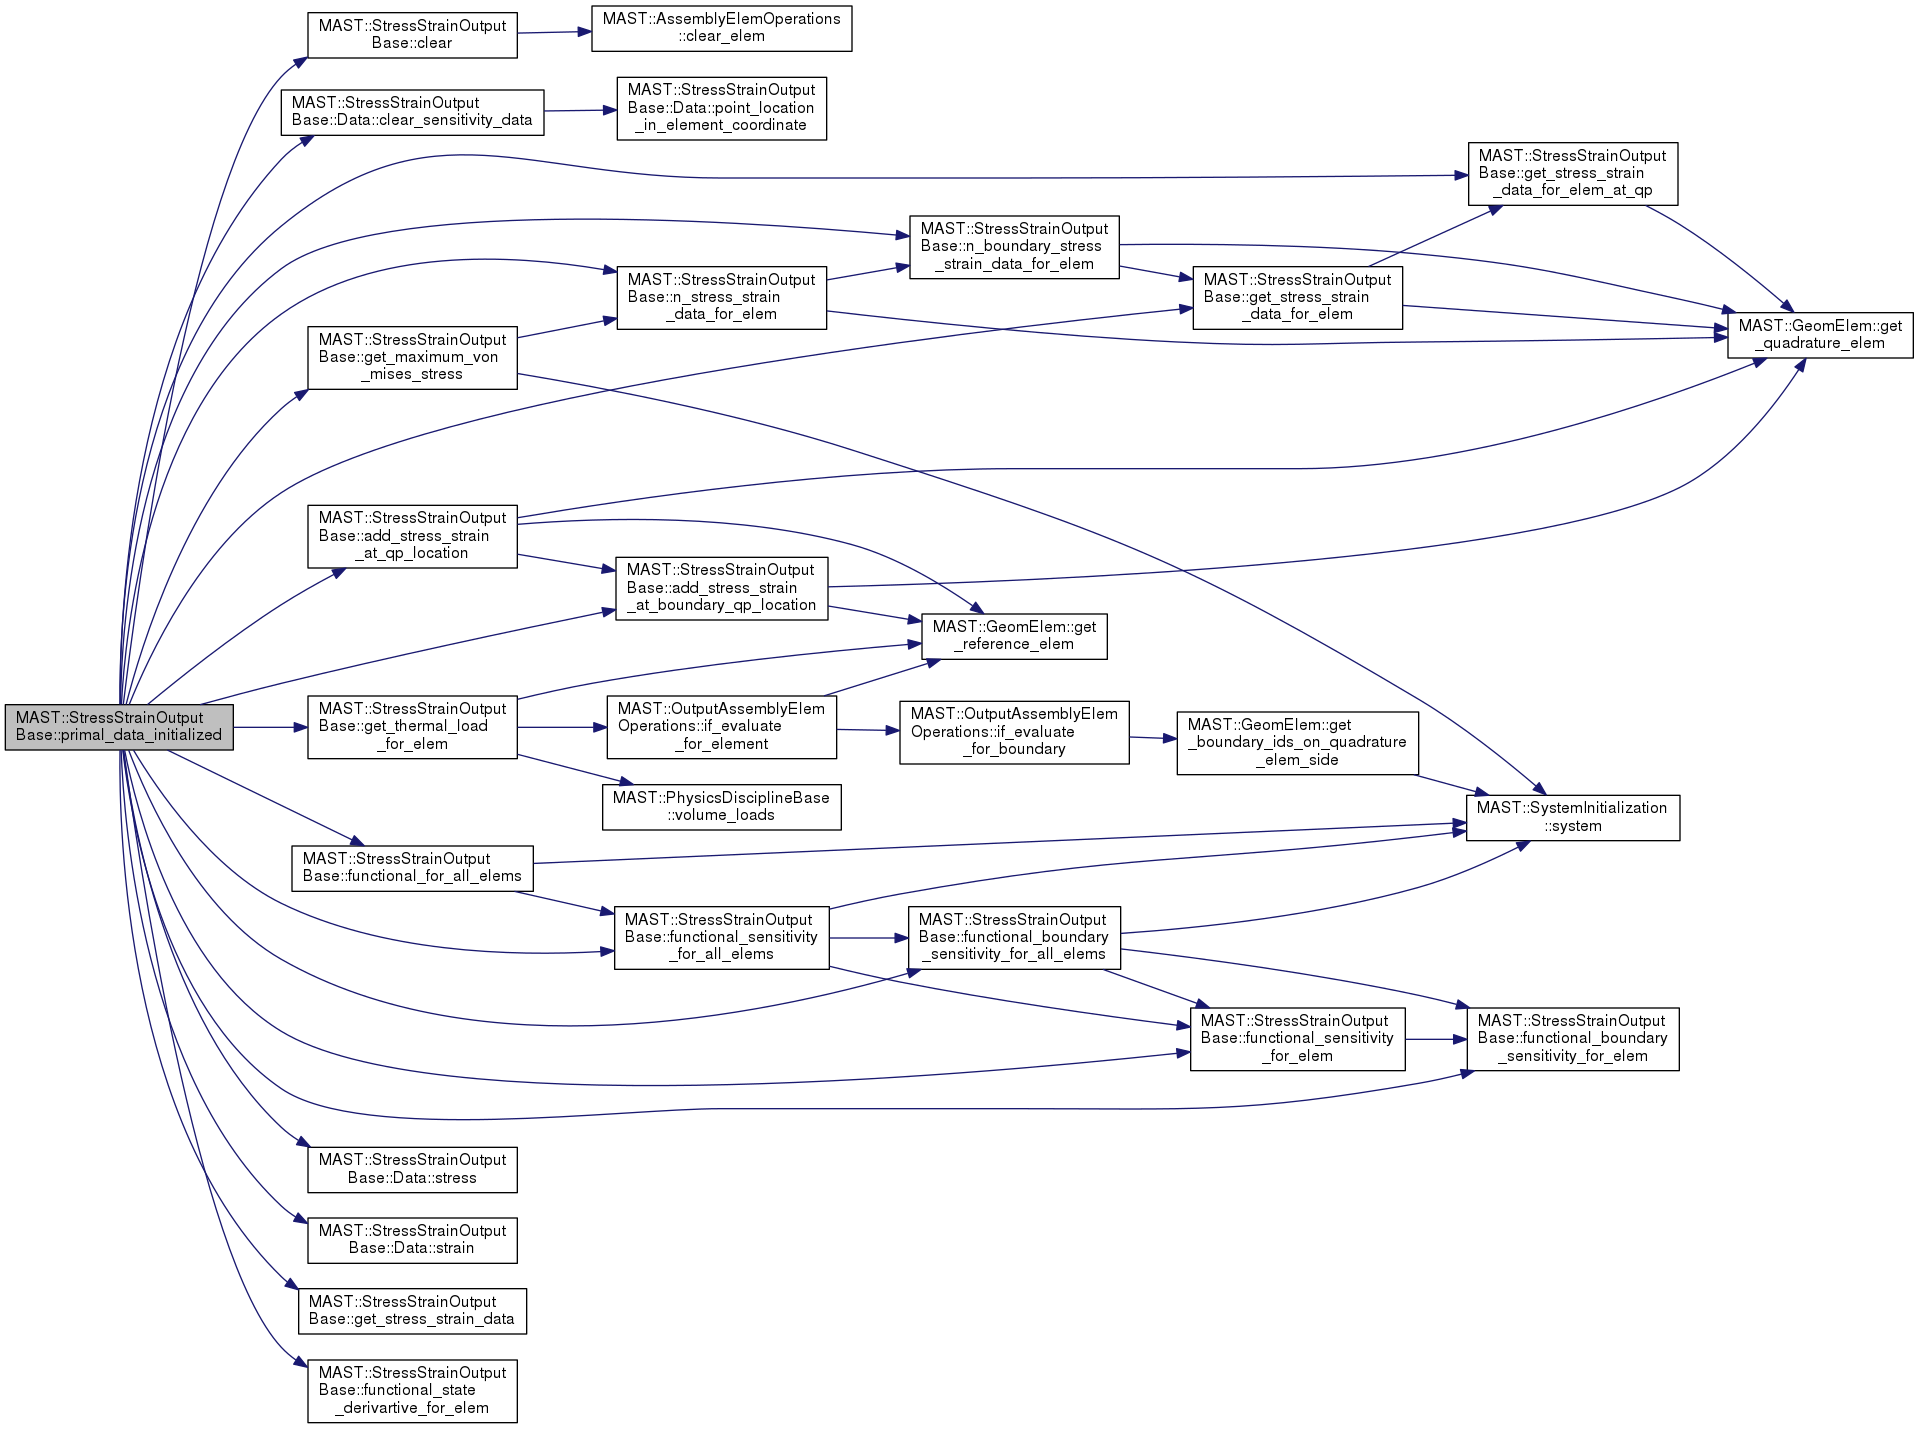 MAST::StressStrainOutput
Base::clear
MAST::AssemblyElemOperations
::clear_elem
MAST::StressStrainOutput
Base::Data::clear_sensitivity_data
MAST::StressStrainOutput
Base::Data::point_location
_in_element_coordinate
MAST::StressStrainOutput
Base::get_stress_strain
_data_for_elem_at_qp
MAST::StressStrainOutput
Base::n_boundary_stress
_strain_data_for_elem
MAST::StressStrainOutput
Base::n_stress_strain
_data_for_elem
MAST::StressStrainOutput
Base::get_stress_strain
_data_for_elem
MAST::GeomElem::get
_quadrature_elem
MAST::StressStrainOutput
Base::get_maximum_von
_mises_stress
MAST::StressStrainOutput
Base::add_stress_strain
_at_qp_location
MAST::StressStrainOutput
Base::add_stress_strain
_at_boundary_qp_location
MAST::GeomElem::get
_reference_elem
MAST::StressStrainOutput
Base::primal_data_initialized
MAST::StressStrainOutput
Base::get_thermal_load
_for_elem
MAST::OutputAssemblyElem
Operations::if_evaluate
_for_element
MAST::OutputAssemblyElem
Operations::if_evaluate
_for_boundary
MAST::GeomElem::get
_boundary_ids_on_quadrature
_elem_side
MAST::PhysicsDisciplineBase
::volume_loads
MAST::SystemInitialization
::system
MAST::StressStrainOutput
Base::functional_for_all_elems
MAST::StressStrainOutput
Base::functional_sensitivity
_for_all_elems
MAST::StressStrainOutput
Base::functional_boundary
_sensitivity_for_all_elems
MAST::StressStrainOutput
Base::functional_sensitivity
_for_elem
MAST::StressStrainOutput
Base::functional_boundary
_sensitivity_for_elem
MAST::StressStrainOutput
Base::Data::stress
MAST::StressStrainOutput
Base::Data::strain
MAST::StressStrainOutput
Base::get_stress_strain_data
MAST::StressStrainOutput
Base::functional_state
_derivartive_for_elem